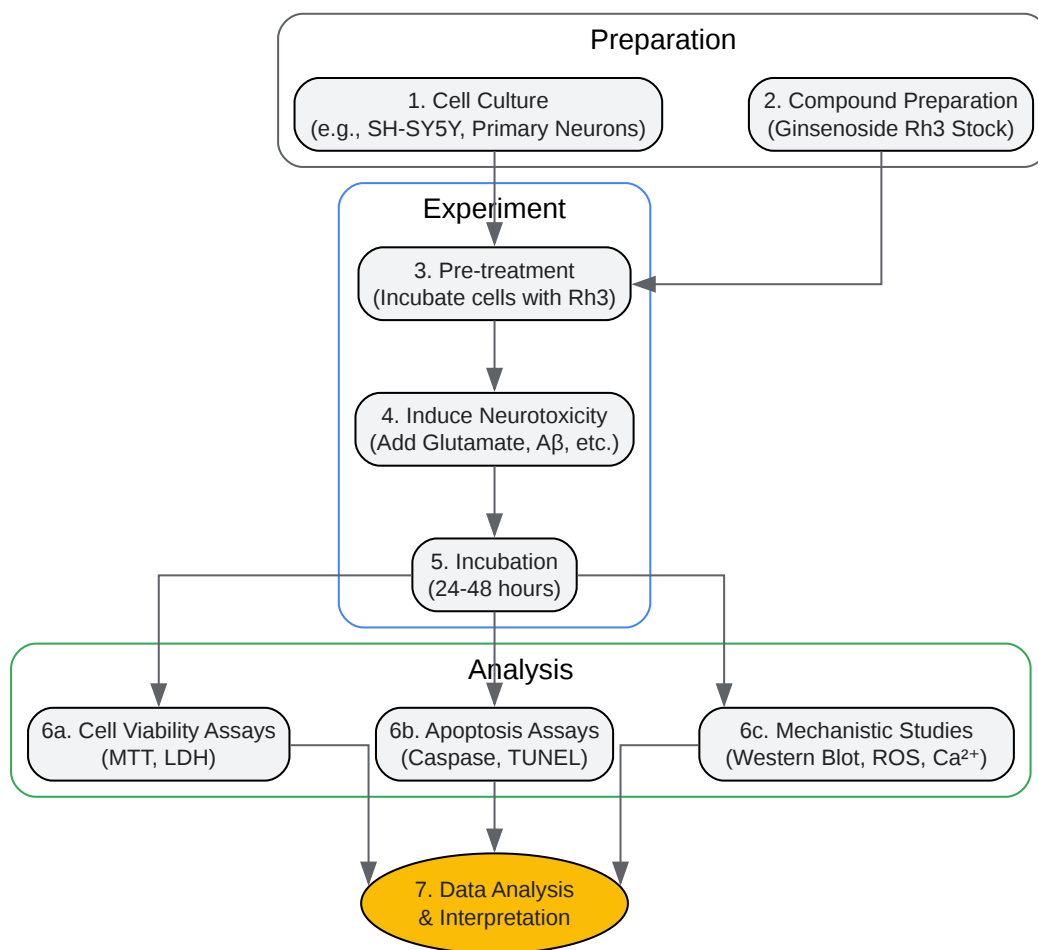 Preparation
1. Cell Culture
(e.g., SH-SY5Y, Primary Neurons)
2. Compound Preparation
(Ginsenoside Rh3 Stock)
Experiment
3. Pre-treatment
(Incubate cells with Rh3)
4. Induce Neurotoxicity
(Add Glutamate, Aβ, etc.)
5. Incubation
(24-48 hours)
Analysis
6a. Cell Viability Assays
(MTT, LDH)
6b. Apoptosis Assays
(Caspase, TUNEL)
6c. Mechanistic Studies
(Western Blot, ROS, Ca²⁺)
7. Data Analysis
& Interpretation